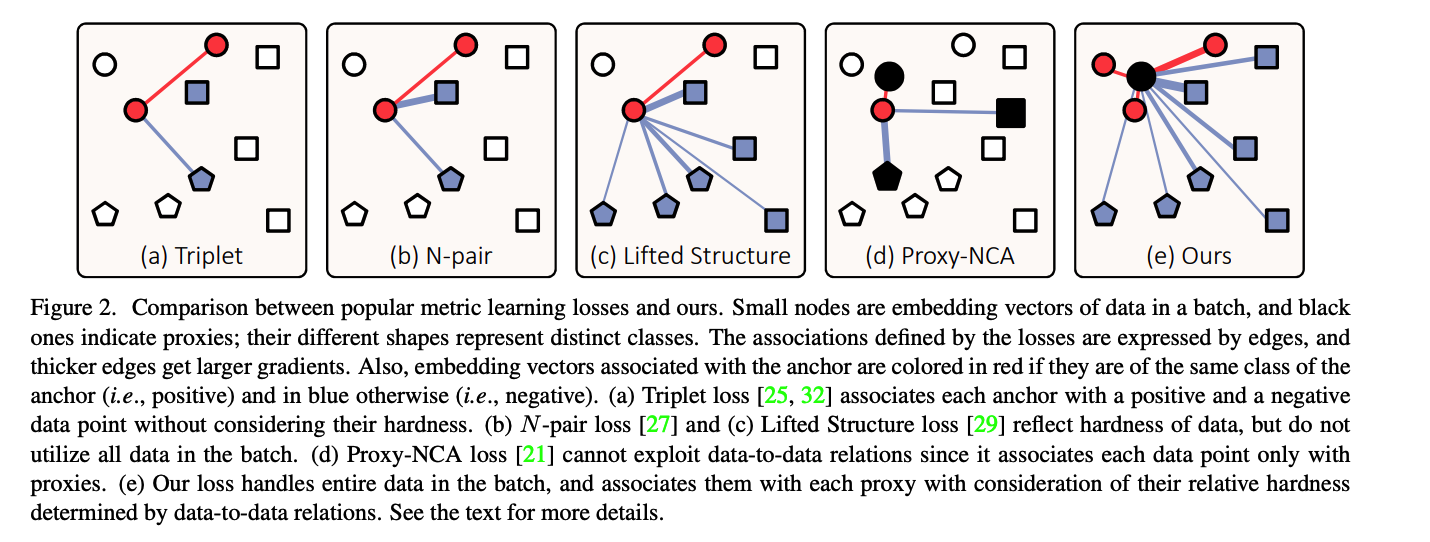 (a) Triplet
(b) N-pair
(c) Lifted Structure
(d) Proxy-NCA
(e) Ours
Figure 2. Comparison between popular metric learning losses and ours. Small nodes are embedding vectors of data in a batch, and black
ones indicate proxies; their different shapes represent distinct classes. The associations defined by the losses are expressed by edges, and
thicker edges get larger gradients. Also, embedding vectors associated with the anchor are colored in red if they are of the same class of the
anchor (i.e., positive) and in blue otherwise (i.e., negative). (a) Triplet loss [25, 32] associates each anchor with a positive and a negative
data point without considering their hardness. (b) N-pair loss [27] and (c) Lifted Structure loss [29] reflect hardness of data, but do not
utilize all data in the batch. (d) Proxy-NCA loss [21] cannot exploit data-to-data relations since it associates each data point only with
proxies. (e) Our loss handles entire data in the batch, and associates them with each proxy with consideration of their relative hardness
determined by data-to-data relations. See the text for more details.